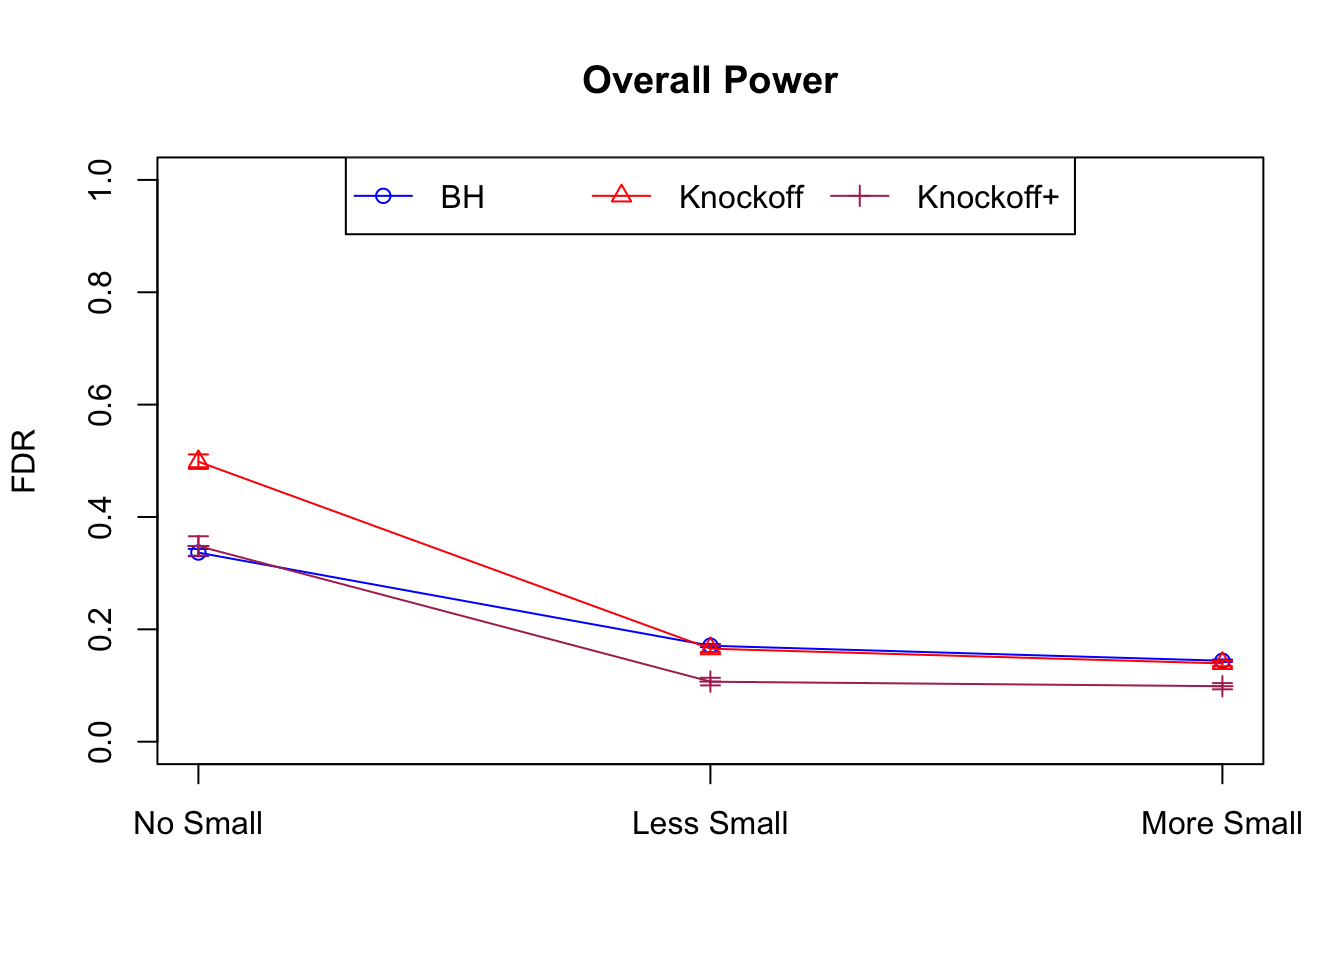 Overall Power
BH
Knockoff
Knockoff+
FDR
1.0
0.8
0.6
0.4
0.2
0.0
No Small
Less Small
More Small